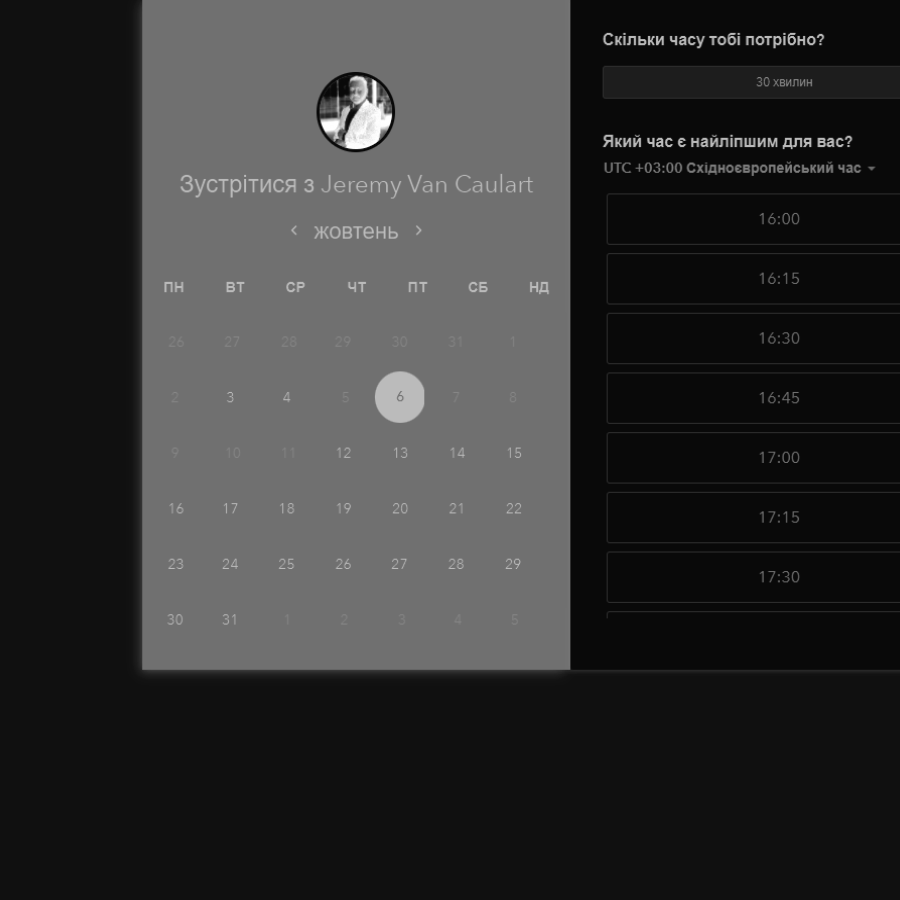 Зустрітися з Jeremy Van Caulart
жовтень
ПН ВТ СР ЧТ ПТ СБ НД
26 27 28 29 30 31 1
2 3 4 5 6 7 8
9 10 11 12 13 14 15
16 17 18 19 20 21 22
23 24 25 26 27 28 29
30 31 1 2 3 4 5
Скільки часу тобі потрібно?
30 хвилин
Який час є найліпшим для вас?
UTC +03:00 Східноєвропейський час
16:00
16:15
16:30
16:45
17:00
17:15
17:30